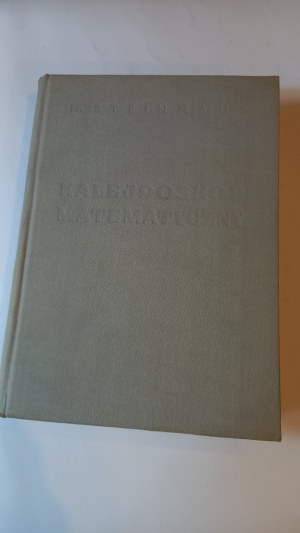 H. STEINHAUS
KALEJDOSKOP
MATEMATYCZNY